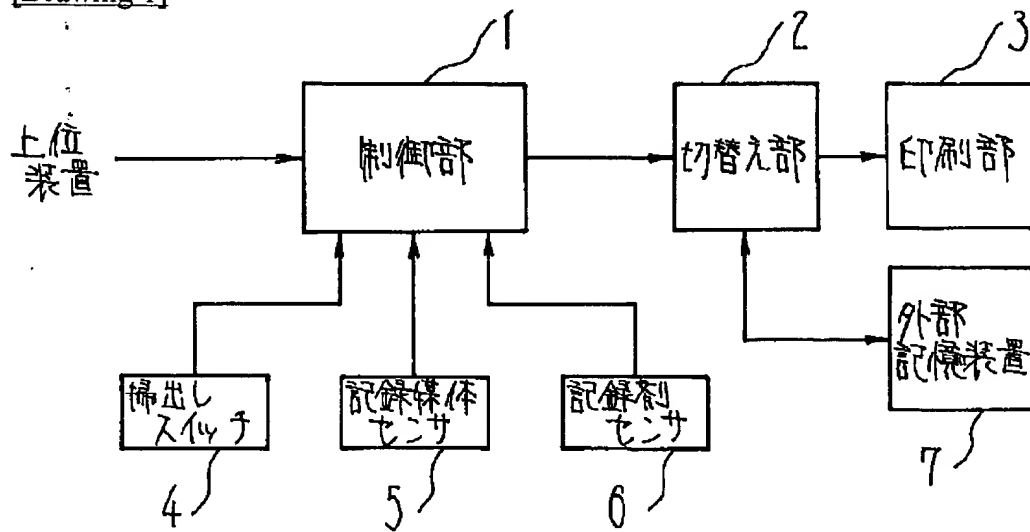 1
2
3
上位
装置
制御部
切替え部
印刷部
外部
記憶装置
掃出し
スイッチ
記録媒体
センサ
記録剤
センサ
4
5
6
7